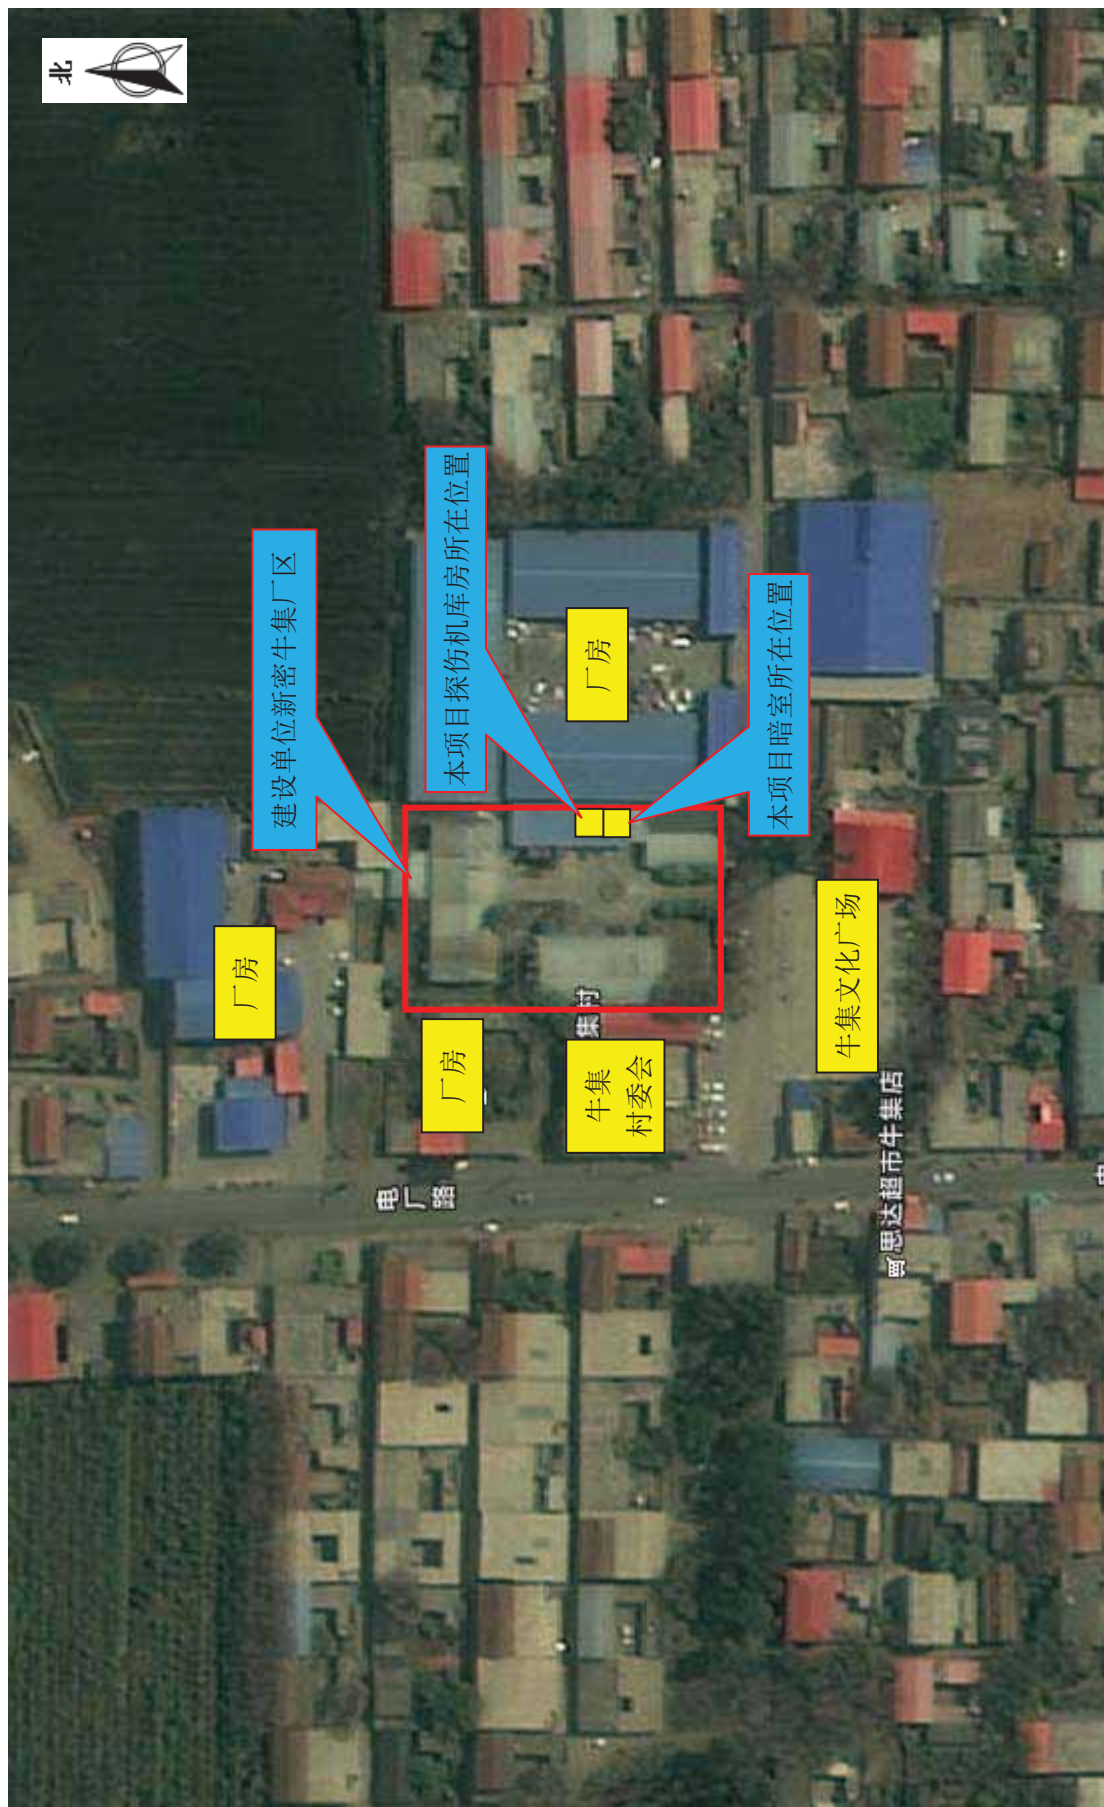 北
厂房
建设单位新密牛集厂区
电厂路
厂房
本项目探伤机库房所在位置
集村
牛集
村委会
厂房
本项目暗室所在位置
牛集文化广场
思达超市牛集店